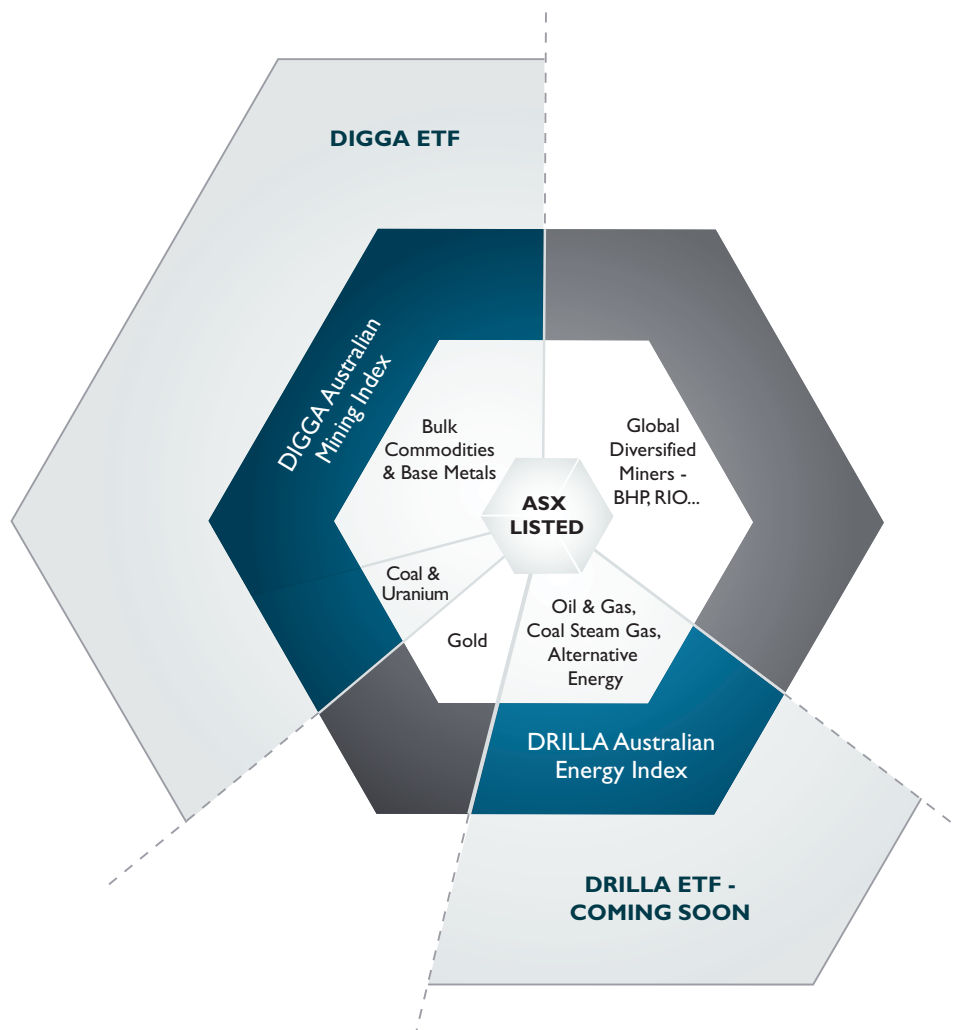 DIGGA ETF
DIGGA Australian
Mining Index
Bulk
Commodities
& Base Metals
Global
Diversified
Miners -
BHP, RIO...
ASX
LISTED
Coal &
Uranium
Gold
Oil & Gas,
Coal Steam Gas,
Alternative
Energy
DRILLA Australian
Energy Index
DRILLA ETF -
COMING SOON